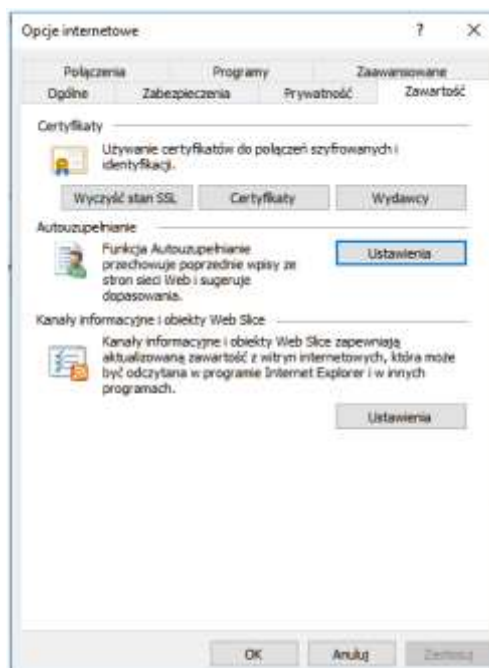 Opcje internetowe
Połączenia Programy Zaawansowane
Ogólne Zabezpieczenia Prywatność Zawartość
Certyfikaty
Używanie certyfikatów do połączeń szyfrowanych i
identyfikacji.
Wyczyść stan SSL Certyfikaty Wydawcy
Autouzupełnianie
Funkcja Autouzupełnianie
przechowuje poprzednie wpisy ze
stron sieci Web i sugeruje
dopasowania.
Ustawienia
Kanały informacyjne i obiekty Web Slice
Kanały informacyjne i obiekty Web Slice zapewniają
aktualizowaną zawartość z witryn internetowych, która może
być odczytana w programie Internet Explorer i w innych
programach.
Ustawienia
OK Anuluj Zastosuj